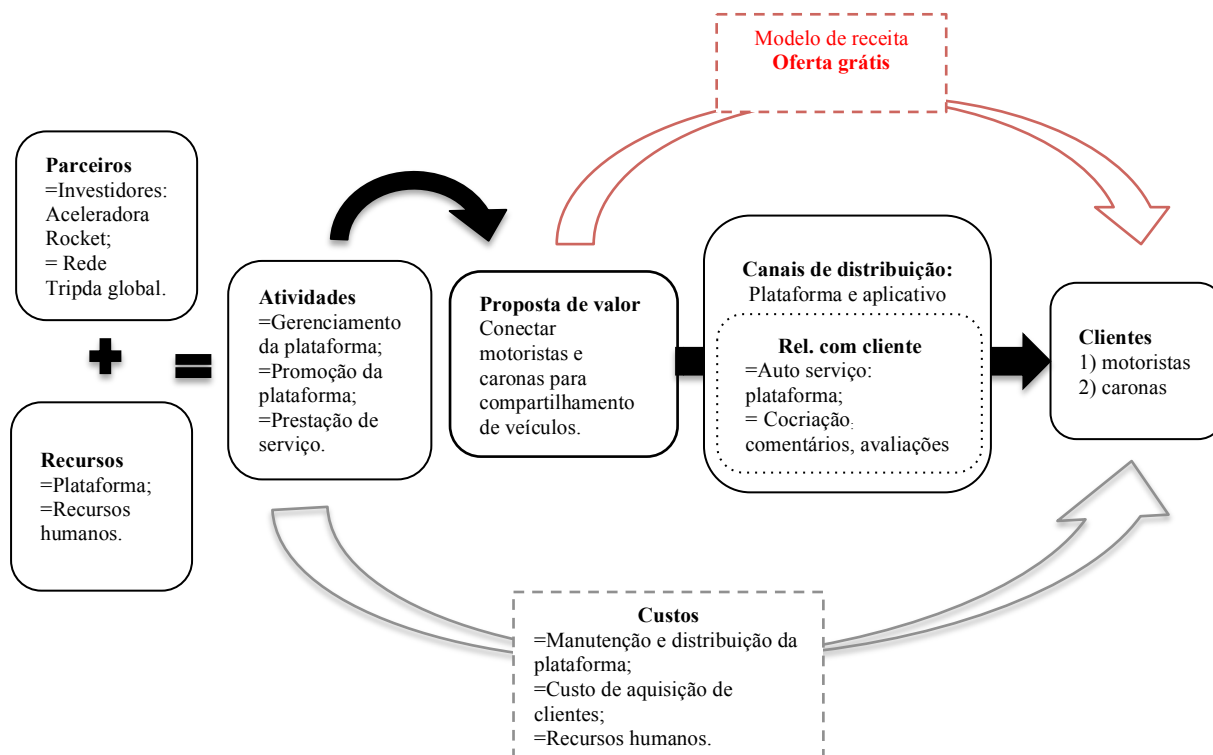 Modelo de receita
Oferta grátis
Parceiros
=Investidores:
Aceleradora
Rocket;
= Rede
Tripda global.
Recursos
=Plataforma;
=Recursos
humanos.
Atividades
=Gerenciamento
da plataforma;
=Promoção da
plataforma;
=Prestação de
serviço.
Proposta de valor
Conectar
motoristas e
caronas para
compartilhamento
de veículos.
Canais de distribuição:
Plataforma e aplicativo
Rel. com cliente
=Auto serviço:
plataforma;
= Cocriação:
comentários, avaliações
Clientes
1) motoristas
2) caronas
Custos
=Manutenção e distribuição da
plataforma;
=Custo de aquisição de
clientes;
=Recursos humanos.